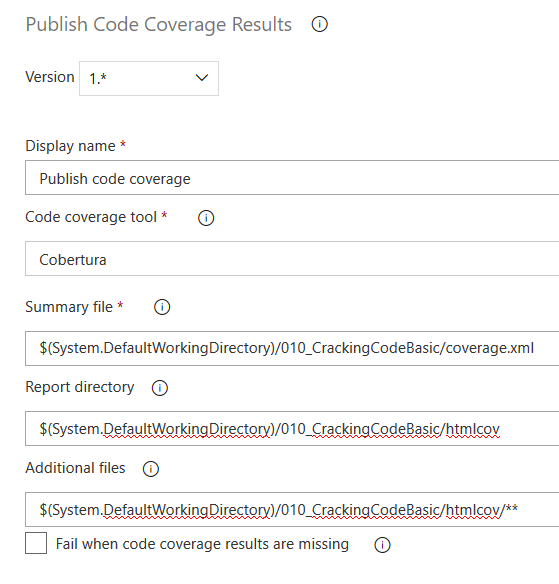 Publish Code Coverage Results
Version 1.*
Display name *
Publish code coverage
Code coverage tool *
Cobertura
Summary file *
$(System.DefaultWorkingDirectory)/010_CrackingCodeBasic/coverage.xml
Report directory
$(System.DefaultWorkingDirectory)/010_CrackingCodeBasic/htmlcov
Additional files
$(System.DefaultWorkingDirectory)/010_CrackingCodeBasic/htmlcov/**
Fail when code coverage results are missing